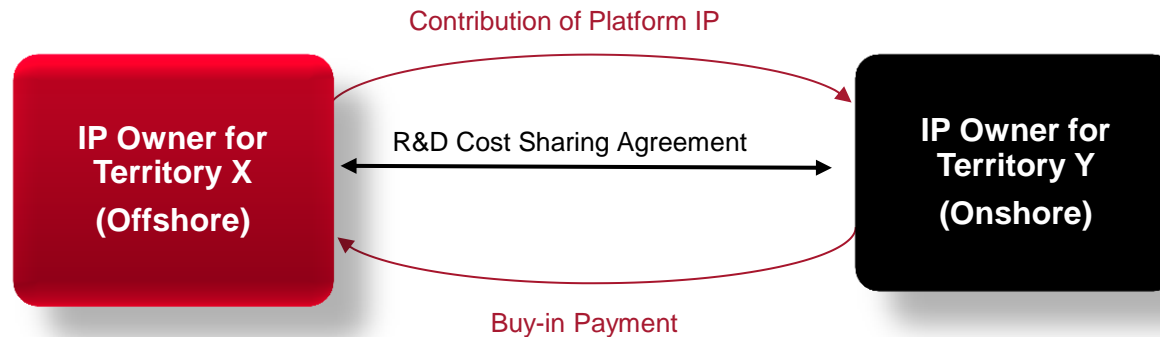 Contribution of Platform IP
IP Owner for
Territory X
(Offshore)
R&D Cost Sharing Agreement
IP Owner for
Territory Y
(Onshore)
Buy-in Payment